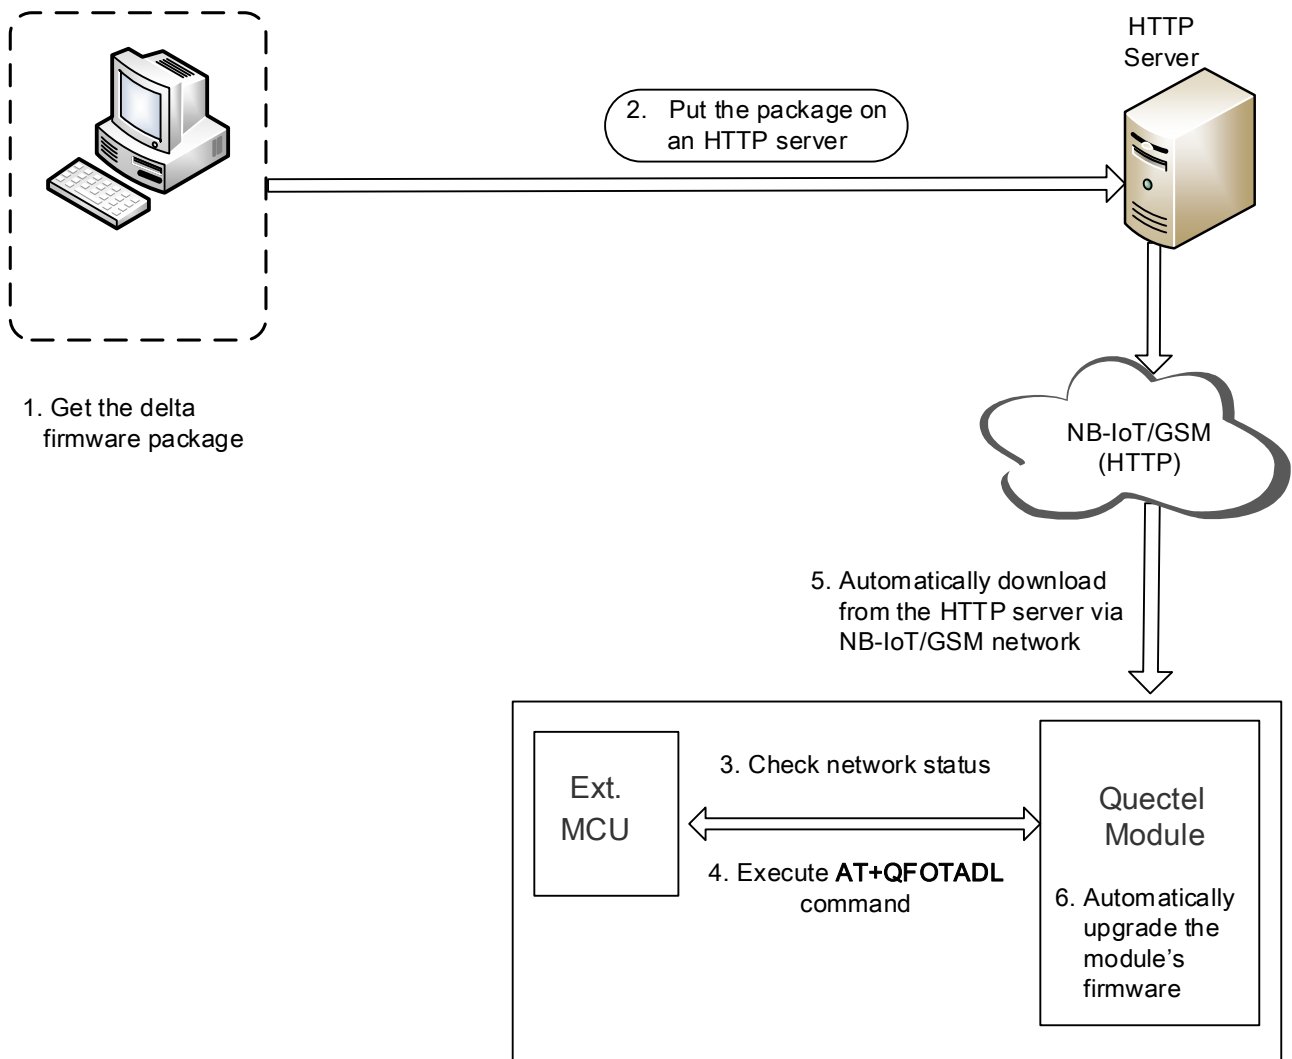 HTTP
Server
2. Put the package on
an HTTP server
1. Get the delta
firmware package
NB-IoT/GSM
(HTTP)
5. Automatically download
from the HTTP server via
NB-IoT/GSM network
Ext.
MCU
3. Check network status
4. Execute AT+QFOTADL
command
Quectel
Module
6. Automatically
upgrade the
module's
firmware